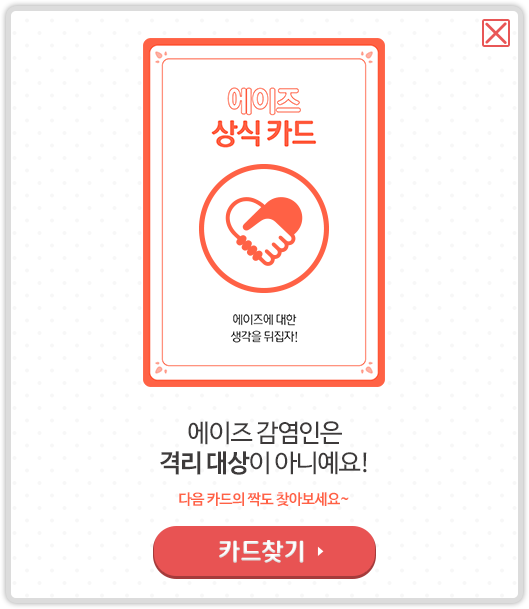 에이즈
상식 카드
에이즈에 대한
생각을 뒤집자!
에이즈 감염인은
격리 대상이 아니예요!
다음 카드의 짝도 찾아보세요~
카드찾기